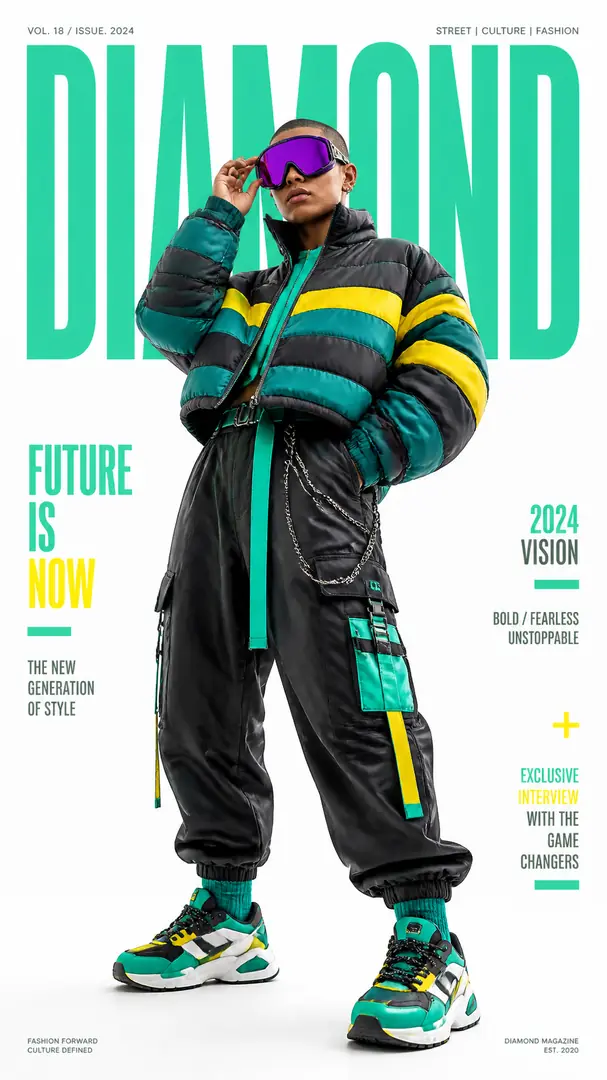 VOL. 18 / ISSUE. 2024
STREET | CULTURE | FASHION
DIAMOND
FUTURE
IS
NOW
THE NEW
GENERATION
OF STYLE
2024
VISION
BOLD / FEARLESS
UNSTOPPABLE
+
EXCLUSIVE
INTERVIEW
WITH THE
GAME
CHANGERS
FASHION FORWARD
CULTURE DEFINED
DIAMOND MAGAZINE
EST. 2020